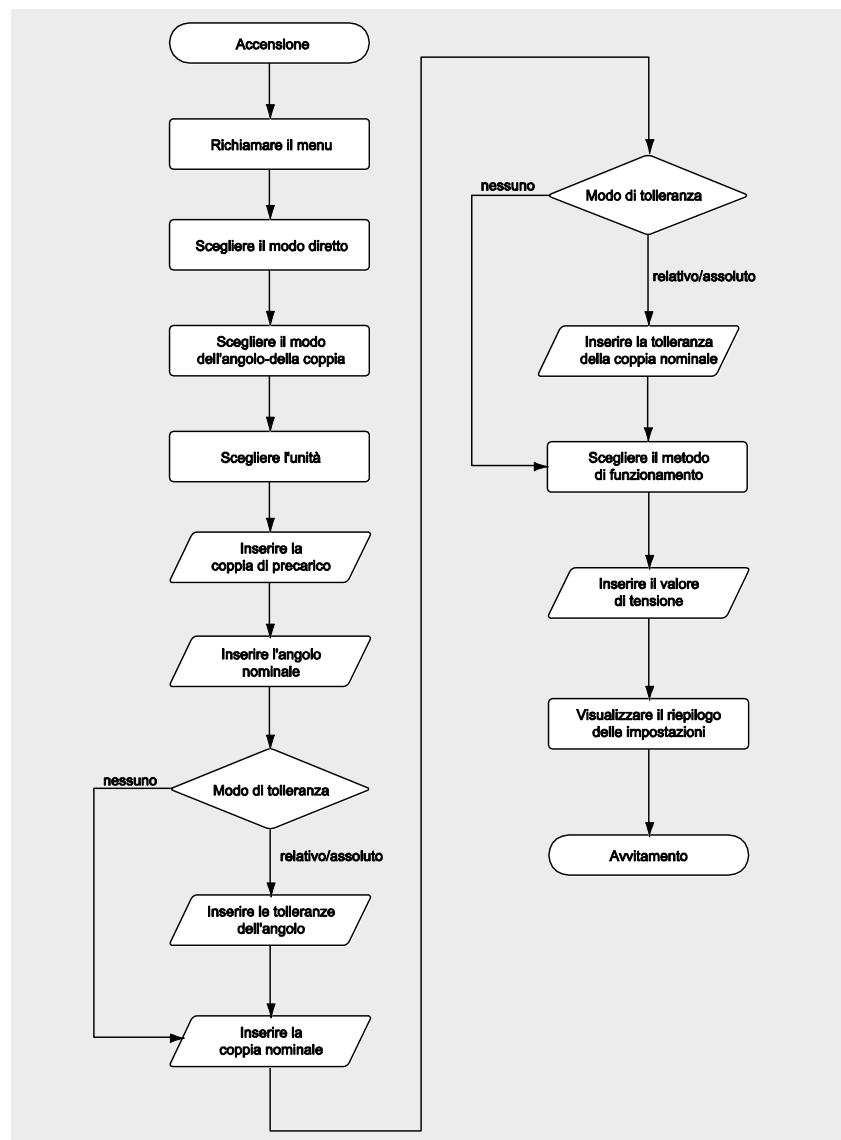 Accensione
Richiamare il menu
Scegliere il modo diretto
Scegliere il modo
dell'angolo-della coppia
Scegliere l'unità
Inserire la
coppia di precarico
Inserire l'angolo
nominale
nessuno
Modo di tolleranza
relativo/assoluto
Inserire le tolleranze
dell'angolo
Inserire la
coppia nominale
nessuno
Modo di tolleranza
relativo/assoluto
Inserire la tolleranza
della coppia nominale
Scegliere il metodo
di funzionamento
Inserire il valore
di tensione
Visualizzare il riepilogo
delle impostazioni
Avvitamento